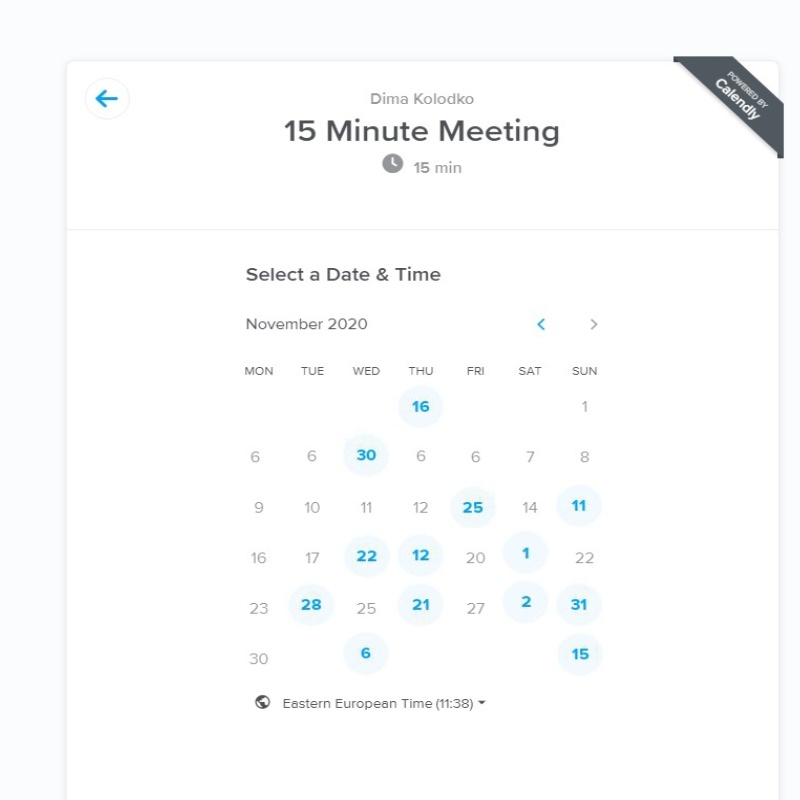 POWERED BY
Calendly
Dima Kolodko
15 Minute Meeting
15 min
Select a Date & Time
November 2020
MON TUE WED THU FRI SAT SUN
16 1
6 6 30 6 6 7 8
9 10 11 12 25 14 11
16 17 22 12 20 1 22
23 28 25 21 27 2 31
30 6 15
Eastern European Time (11:38)